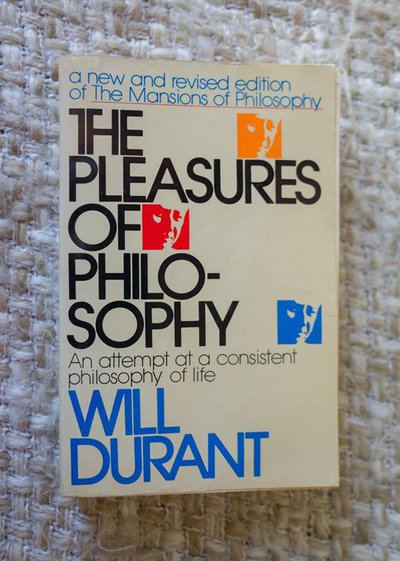 a new and revised edition
of The Mansions of Philosophy
THE
PLEASURES
OF
PHILO-
SOPHY
An attempt at a consistent
philosophy of life
WILL
DURANT